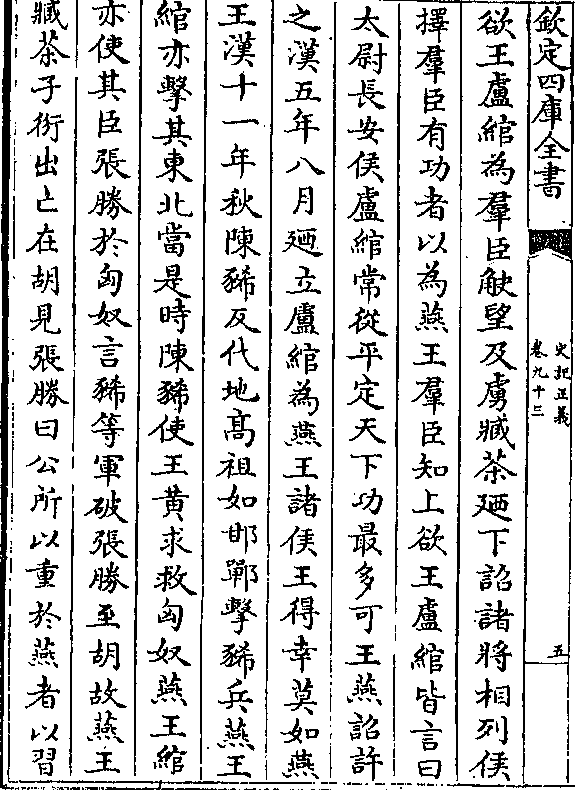 欽定四庫全書
史記正義
卷九十三
五
欲王盧綰為羣臣觖望及虜臧荼廼下詔諸將相列侯
擇羣臣有功者以為燕王羣臣知上欲王盧綰皆言曰
太尉長安侯盧綰常從平定天下功最多可王燕詔許
之漢五年八月廼立盧綰為燕王諸侯王得幸莫如燕
王漢十一年秋陳豨反代地髙祖如邯鄲擊豨兵燕王
綰亦擊其東北當是時陳豨使王黄求救匈奴燕王綰
亦使其臣張勝於匈奴言豨等軍破張勝至胡故燕王
臧荼子衍出亡在胡見張勝曰公所以重於燕者以習